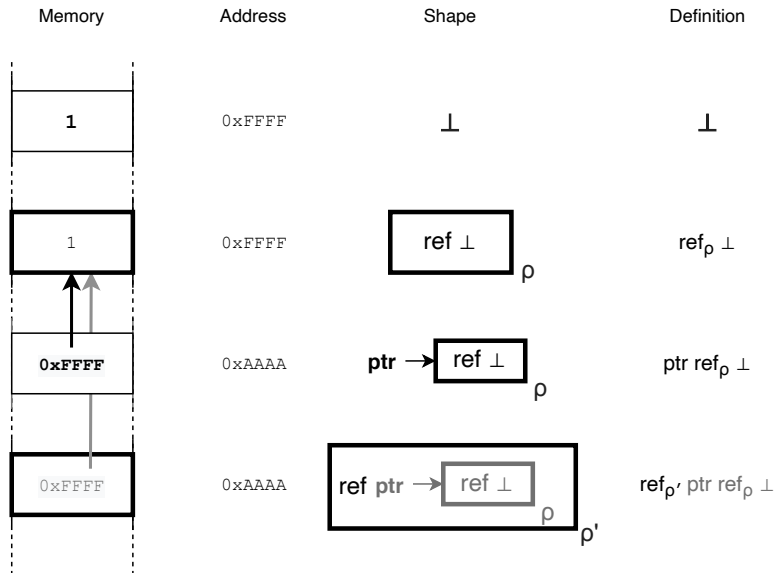 Memory Address Shape Definition
1 0xFFFF ⊥ ⊥
1 0xFFFF ref ⊥ ρ refρ ⊥
0xFFFF 0xAAAA ptr ref ⊥ ρ ptr refρ ⊥
0xFFFF 0xAAAA ref ptr ref ⊥ ρ ρ' refρ' ptr refρ ⊥